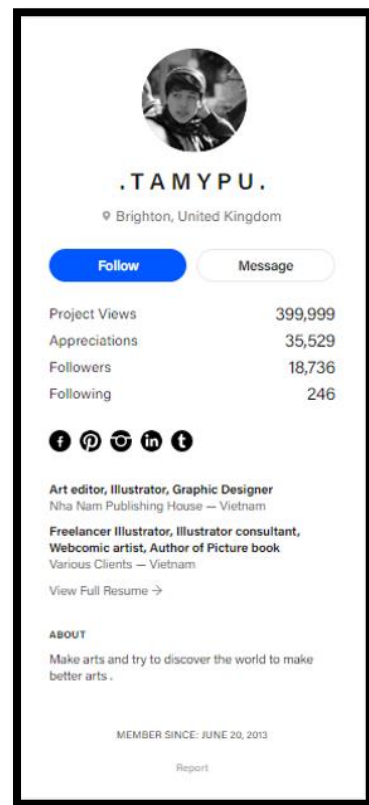 .TAMYPU.
Brighton, United Kingdom
Follow Message
Project Views 399,999
Appreciations 35,529
Followers 18,736
Following 246
Art editor, Illustrator, Graphic Designer
Nha Nam Publishing House — Vietnam
Freelancer Illustrator, Illustrator consultant,
Webcomic artist, Author of Picture book
Various Clients — Vietnam
View Full Resume →
ABOUT
Make arts and try to discover the world to make
better arts .
MEMBER SINCE: JUNE 20, 2013
Report